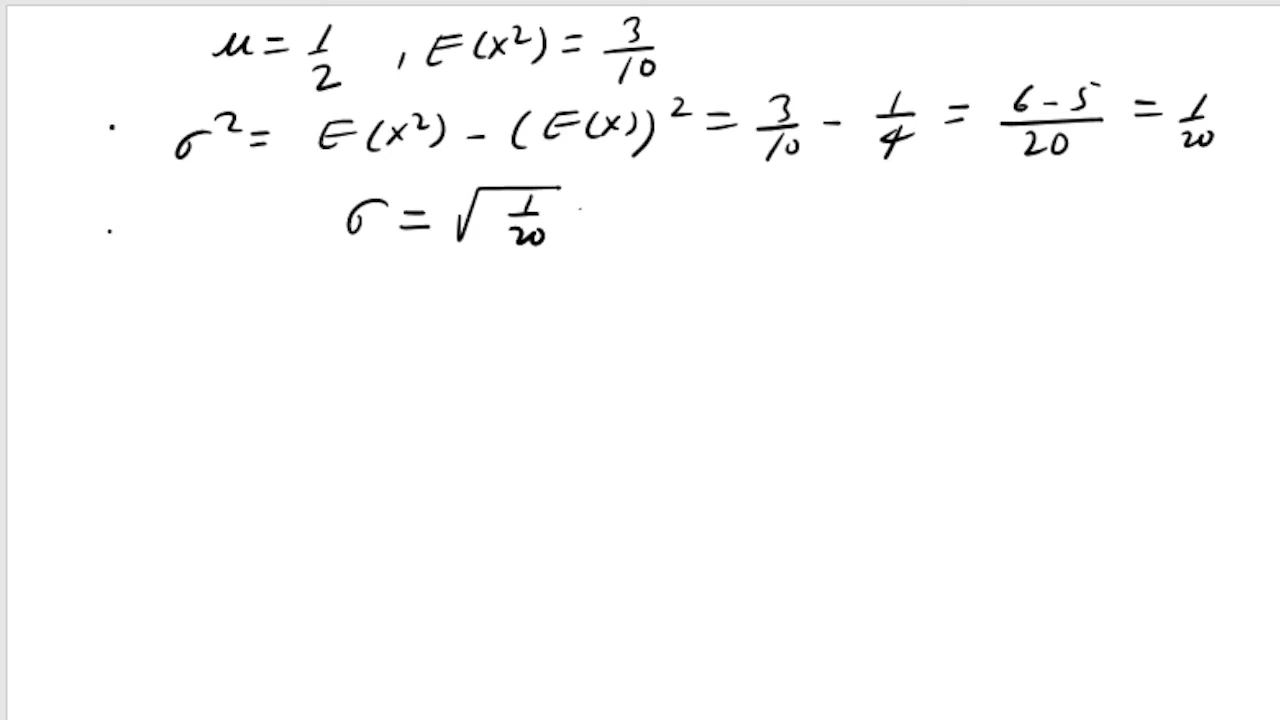 μ = 1/2 , E(x²) = 3/10
σ² = E(x²) - (E(x))² = 3/10 - 1/4 = (6-5)/20 = 1/20
σ = √(1/20)